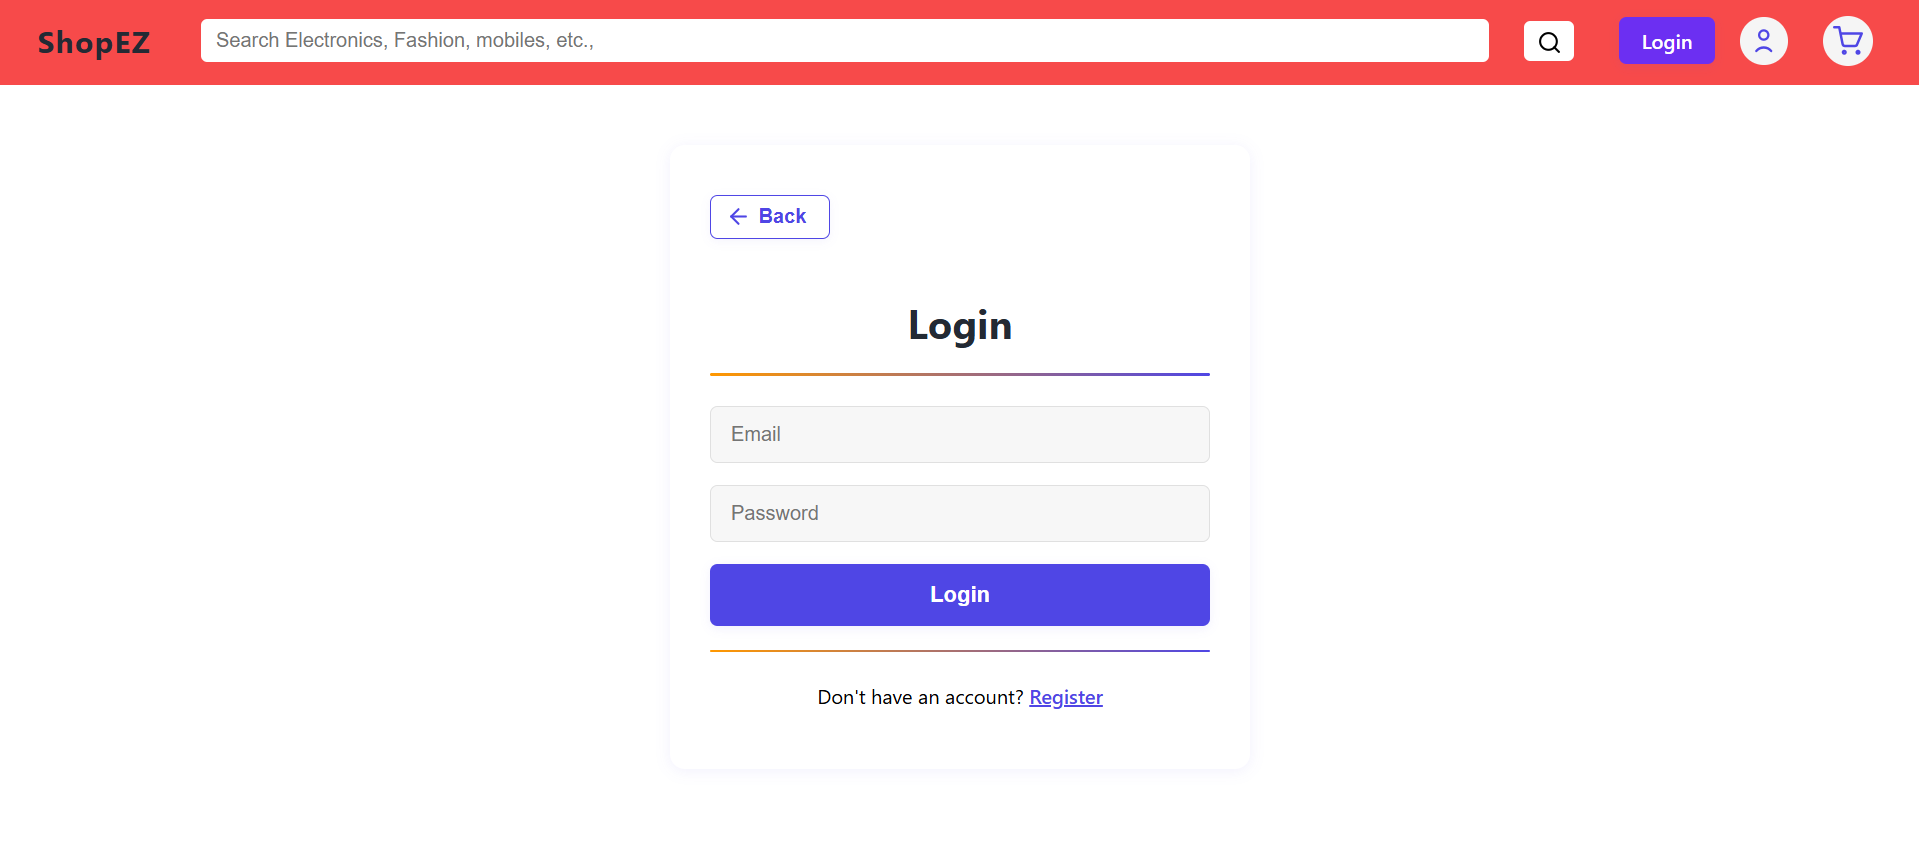 ShopEZ
Search Electronics, Fashion, mobiles, etc.,
Login
Back
Login
Email
Password
Login
Don't have an account? Register